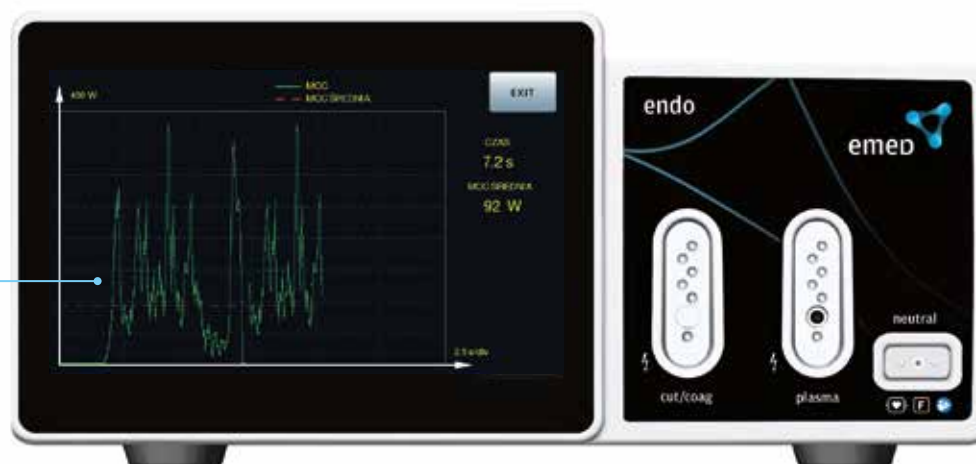 400 W
MOC
MOC ŚREDNIA
EXIT
CZAS
7.2 s
MOC ŚREDNIA
92 W
2.5 s/div
endo
emed
neutral
cut/coag
plasma
F